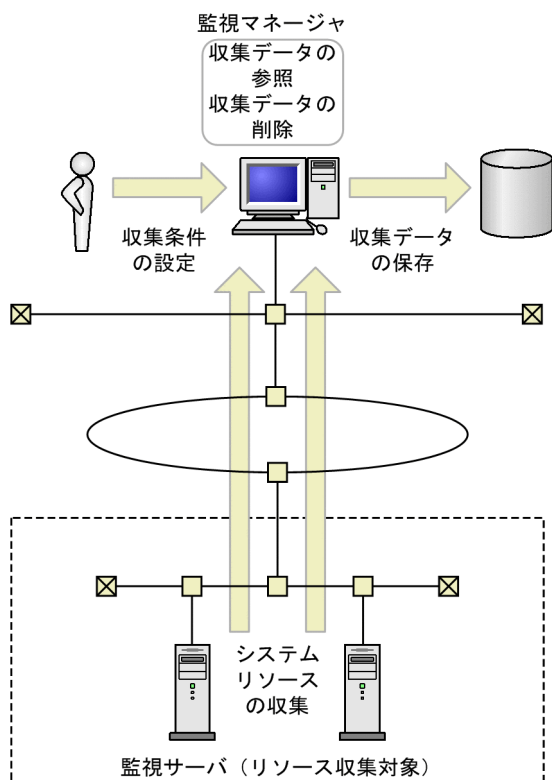 監視マネージャ
収集データの
参照
収集データの
削除
収集条件
の設定
収集データ
の保存
システム
リソース
の収集
監視サーバ（リソース収集対象）